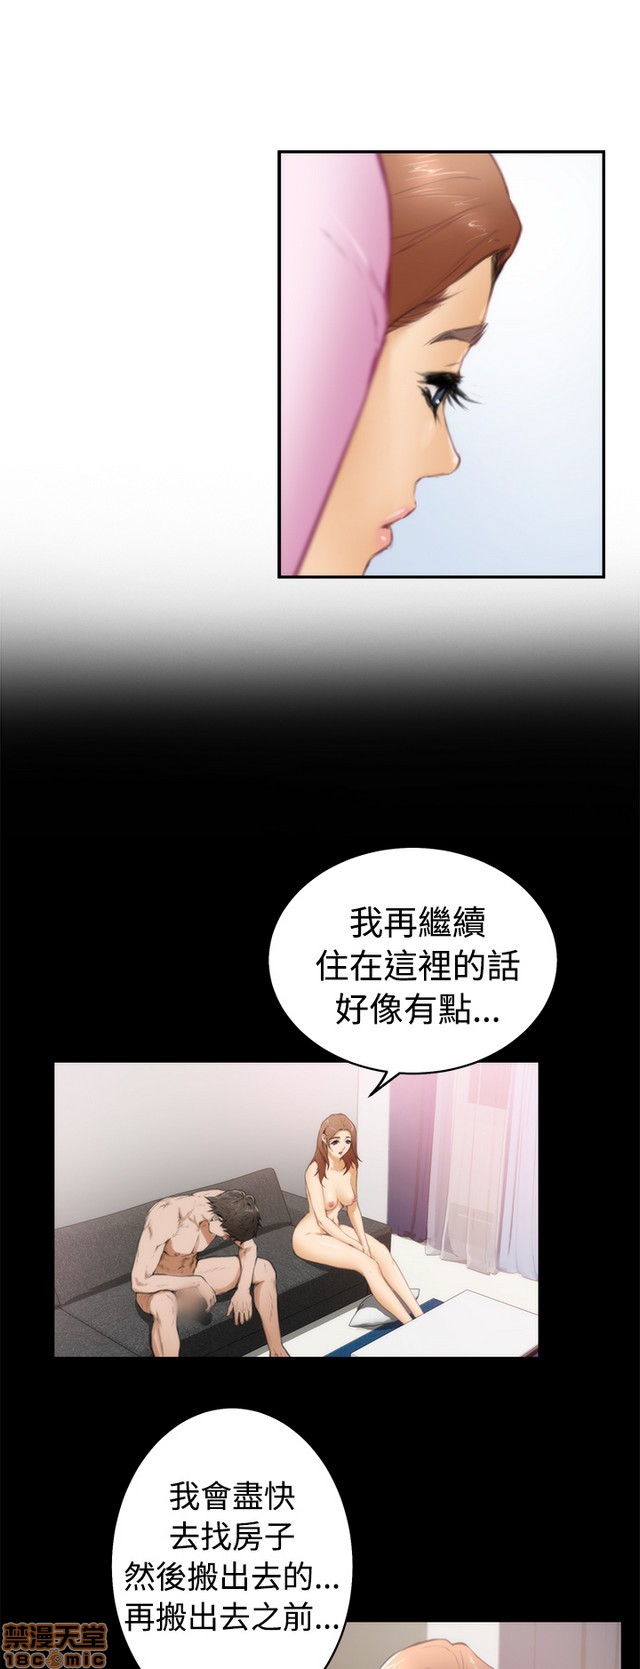 我再繼續
住在這裡的話
好像有點...
我會盡快
去找房子
然後搬出去的...
再搬出去之前...
禁漫天堂
18comic